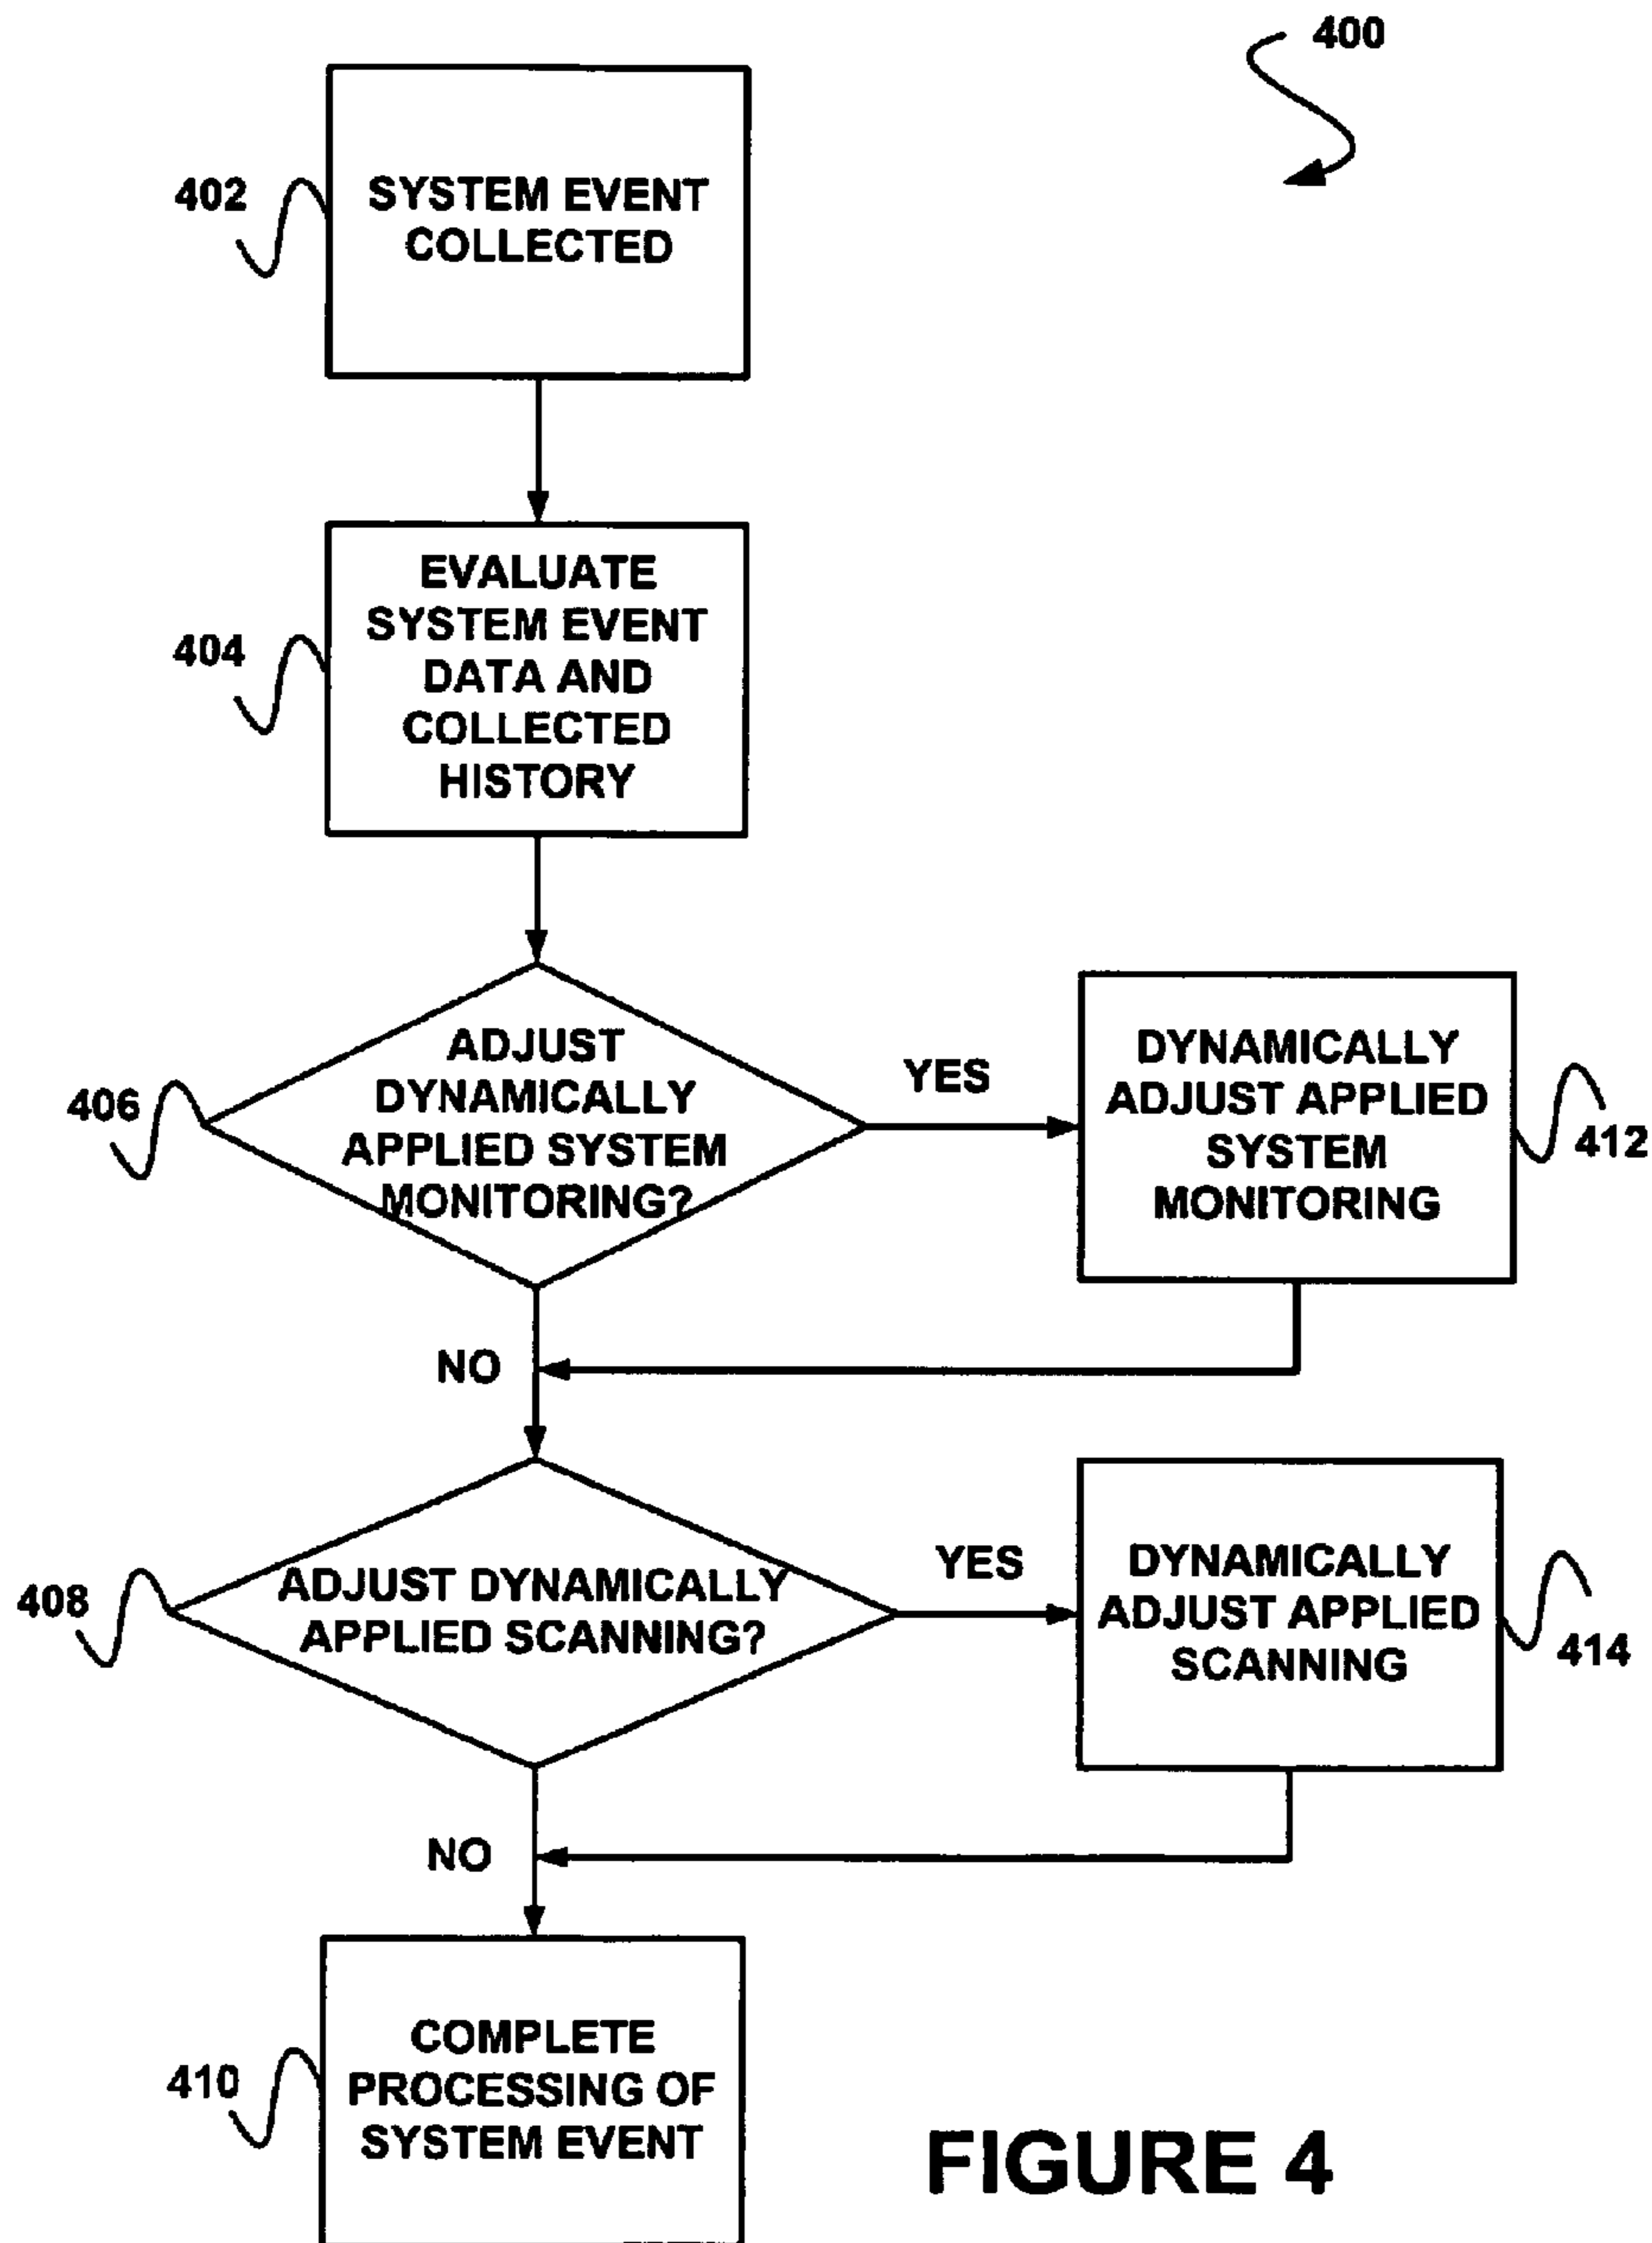 400
402
SYSTEM EVENT
COLLECTED
404
EVALUATE
SYSTEM EVENT
DATA AND
COLLECTED
HISTORY
406
ADJUST
DYNAMICALLY
APPLIED SYSTEM
MONITORING?
YES
DYNAMICALLY
ADJUST APPLIED
SYSTEM
MONITORING
412
NO
408
ADJUST DYNAMICALLY
APPLIED SCANNING?
YES
DYNAMICALLY
ADJUST APPLIED
SCANNING
414
NO
410
COMPLETE
PROCESSING OF
SYSTEM EVENT
FIGURE 4